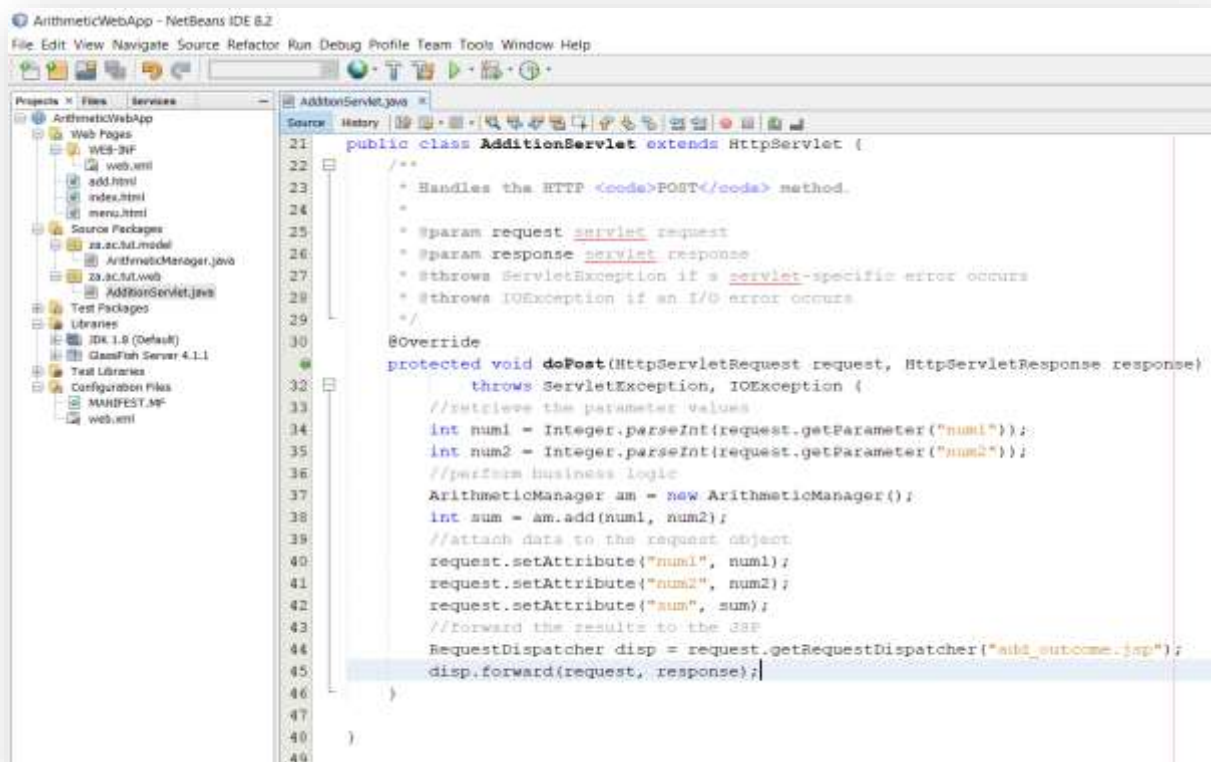 ArithmeticWebApp - NetBeans IDE 8.2
File Edit View Navigate Source Refactor Run Debug Profile Team Tools Window Help
Projects Files Services
ArithmeticWebApp
Web Pages
WEB-INF
web.xml
add.html
index.html
menu.html
Source Packages
za.ac.tut.model
ArithmeticManager.java
za.ac.tut.web
AdditionServlet.java
Test Packages
Libraries
JDK 1.8 (Default)
GlassFish Server 4.1.1
Test Libraries
Configuration Files
MANIFEST.MF
web.xml
AdditionServlet.java
Source History
21 public class AdditionServlet extends HttpServlet {
22 /**
23 * Handles the HTTP <code>POST</code> method.
24 *
25 * @param request servlet request
26 * @param response servlet response
27 * @throws ServletException if a servlet-specific error occurs
28 * @throws IOException if an I/O error occurs
29 */
30 @Override
protected void doPost(HttpServletRequest request, HttpServletResponse response)
32 throws ServletException, IOException {
33 //retrieve the parameter values
34 int num1 = Integer.parseInt(request.getParameter("num1"));
35 int num2 = Integer.parseInt(request.getParameter("num2"));
36 //perform business logic
37 ArithmeticManager am = new ArithmeticManager();
38 int sum = am.add(num1, num2);
39 //attach data to the request object
40 request.setAttribute("num1", num1);
41 request.setAttribute("num2", num2);
42 request.setAttribute("sum", sum);
43 //forward the results to the JSP
44 RequestDispatcher disp = request.getRequestDispatcher("add_outcome.jsp");
45 disp.forward(request, response);
46 }
47
48 }
49